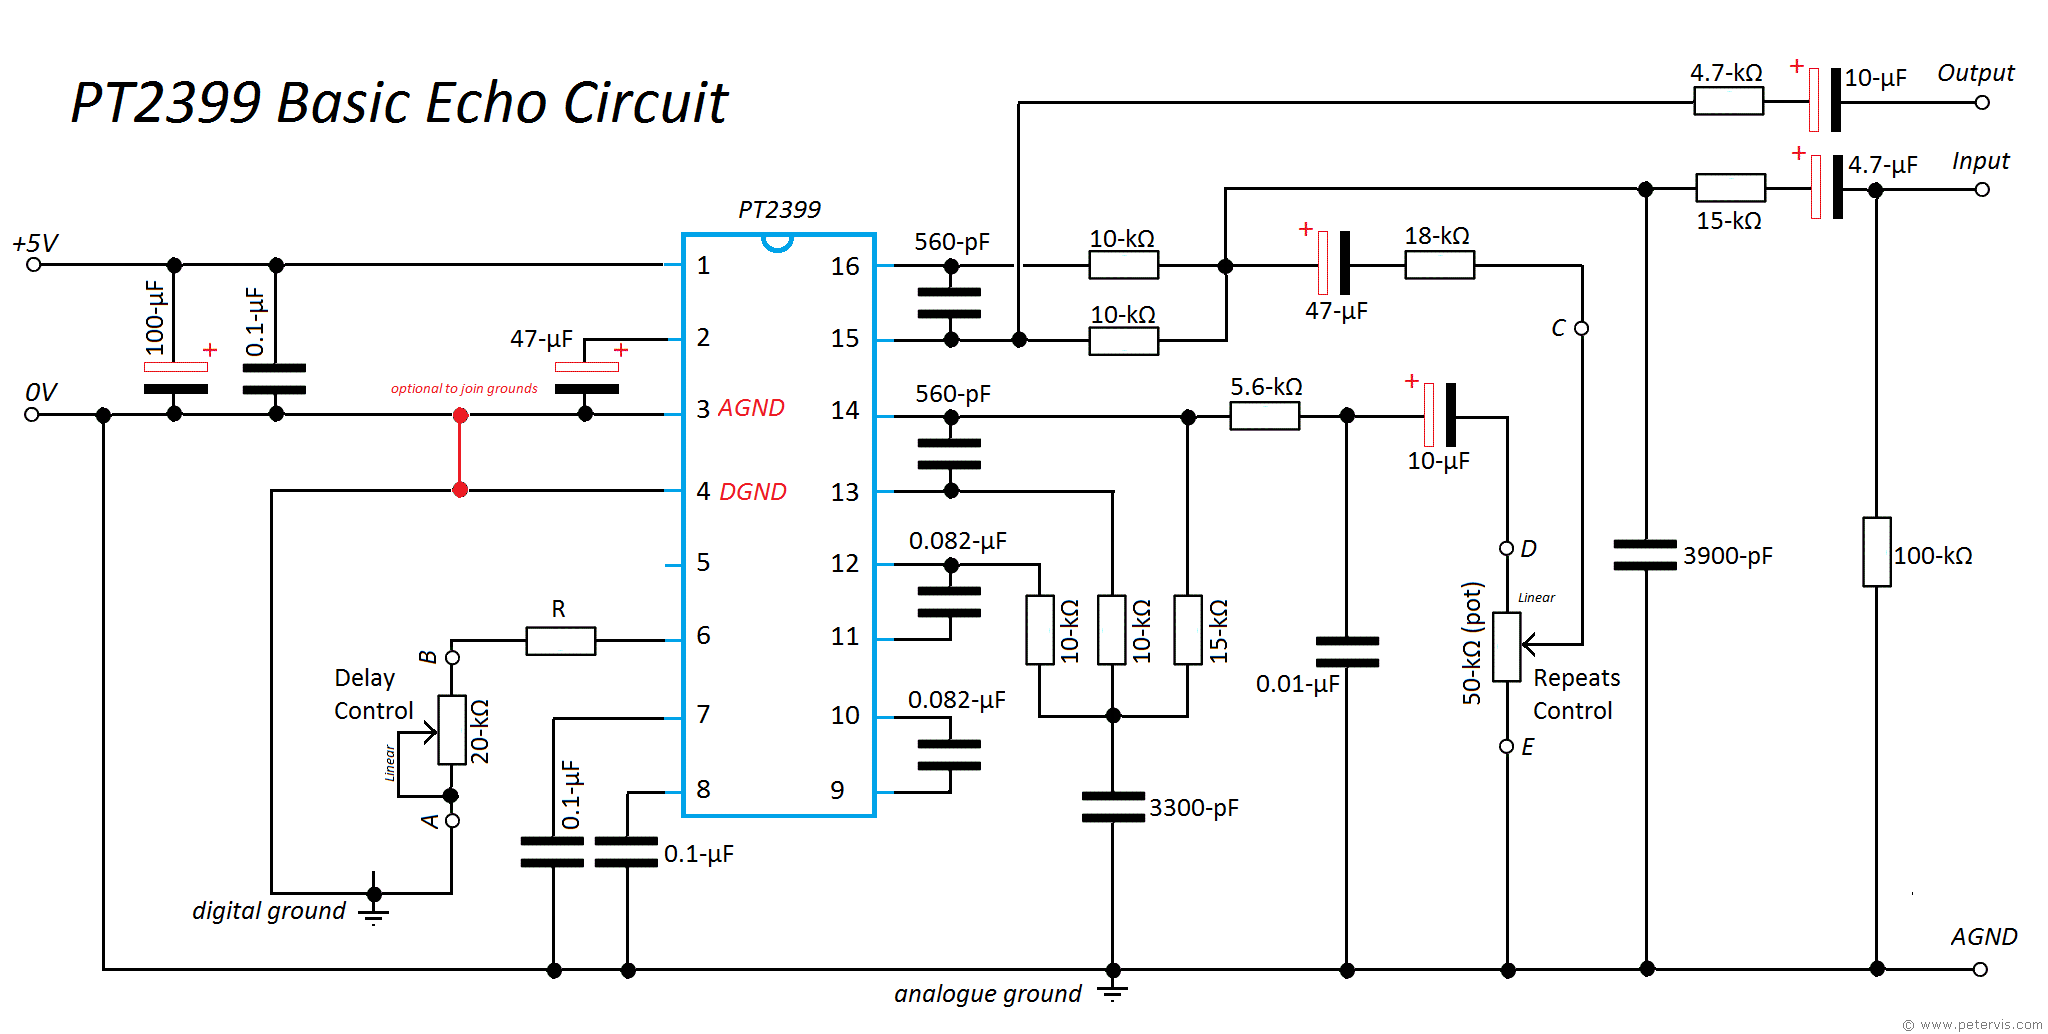 PT2399 Basic Echo Circuit
4.7-kΩ
+
10-µF
Output
+
4.7-µF
Input
15-kΩ
PT2399
+5V
1
16
560-pF
10-kΩ
+
18-kΩ
47-µF
100-µF
+
0.1-µF
47-µF
+
2
15
10-kΩ
C
0V
optional to join grounds
3 AGND
14
560-pF
5.6-kΩ
+
10-µF
4 DGND
13
0.082-µF
D
5
12
3900-pF
100-kΩ
Linear
50-kΩ (pot)
R
6
11
10-kΩ
10-kΩ
15-kΩ
B
Delay
Control
20-kΩ
Linear
A
0.01-µF
Repeats
Control
E
7
10
0.082-µF
0.1-µF
8
9
0.1-µF
3300-pF
digital ground
AGND
analogue ground
© www.petervis.com